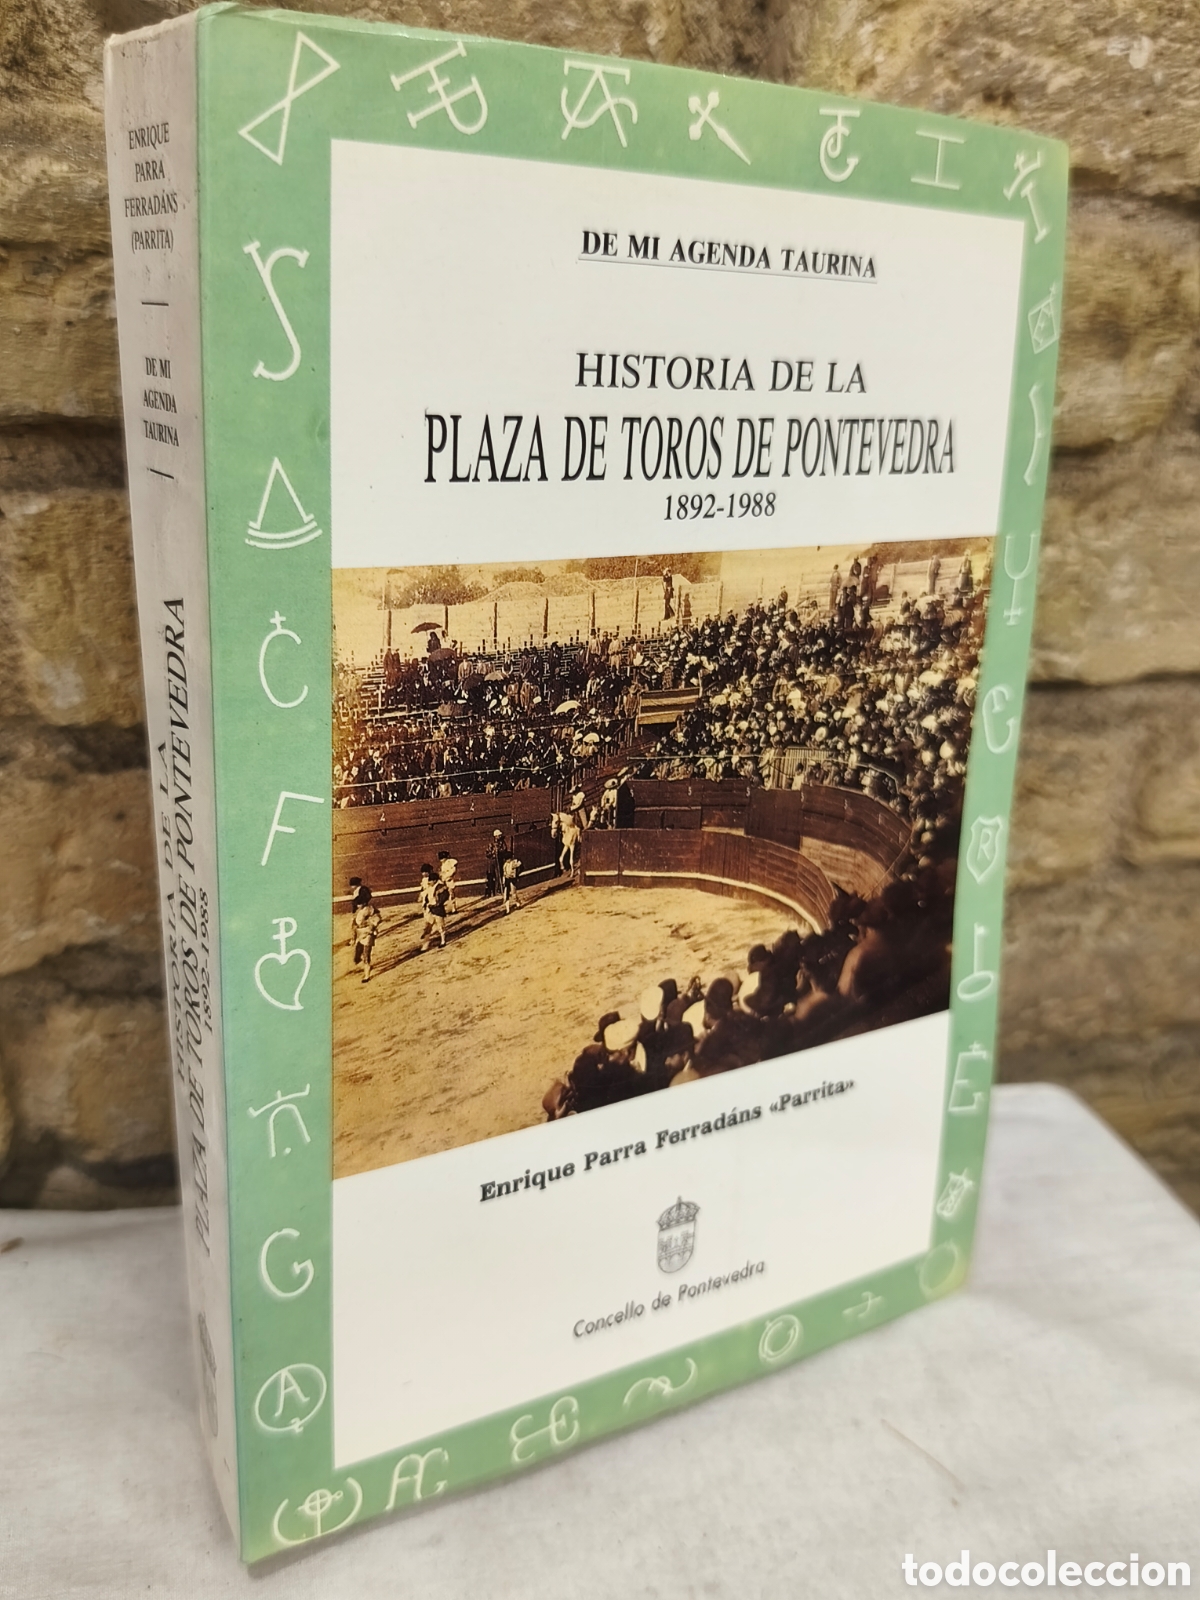 ENRIQUE
PARRA
FERRADÁNS
(PARRITA)
DE MI
AGENDA
TAURINA
HISTORIA DE LA
PLAZA DE TOROS DE PONTEVEDRA
1892-1988
DE MI AGENDA TAURINA
HISTORIA DE LA
PLAZA DE TOROS DE PONTEVEDRA
1892-1988
Enrique Parra Ferradáns «Parrita»
Concello de Pontevedra
todocoleccion